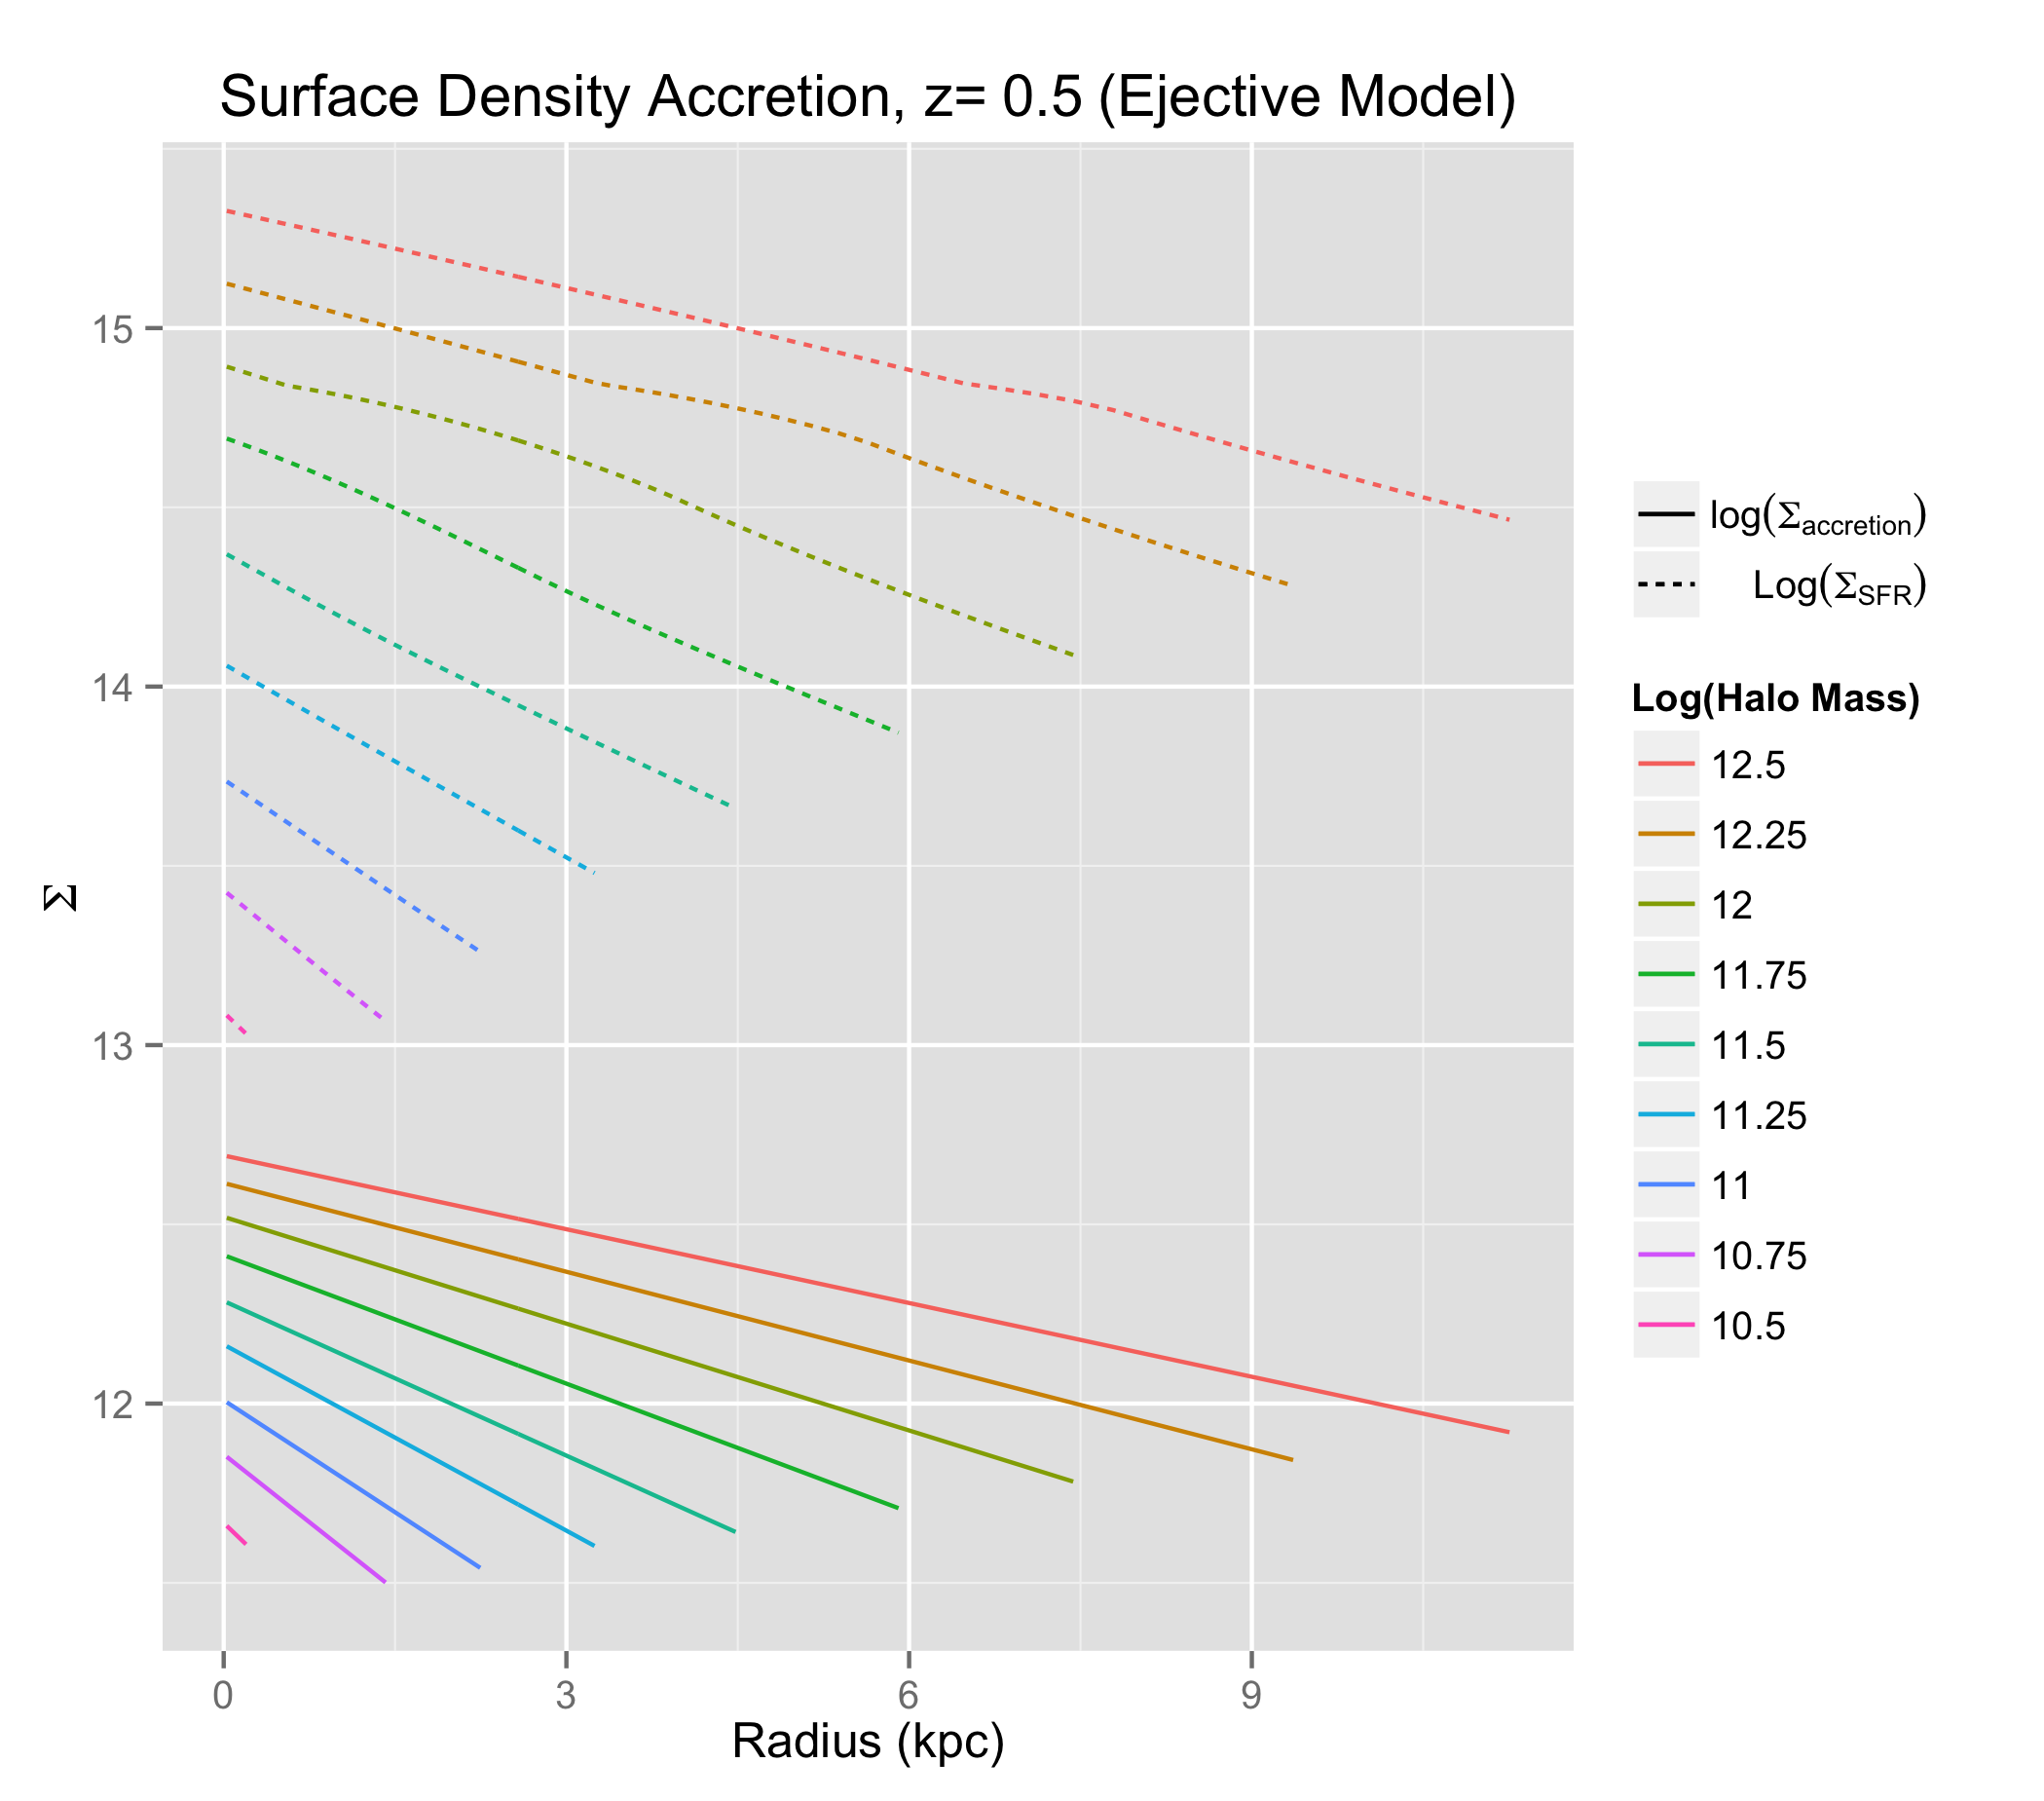 Surface Density Accretion, z= 0.5 (Ejective Model)
15
14
13
12
Σ
0 3 6 9
Radius (kpc)
log(Σaccretion)
Log(ΣSFR)
Log(Halo Mass)
12.5
12.25
12
11.75
11.5
11.25
11
10.75
10.5